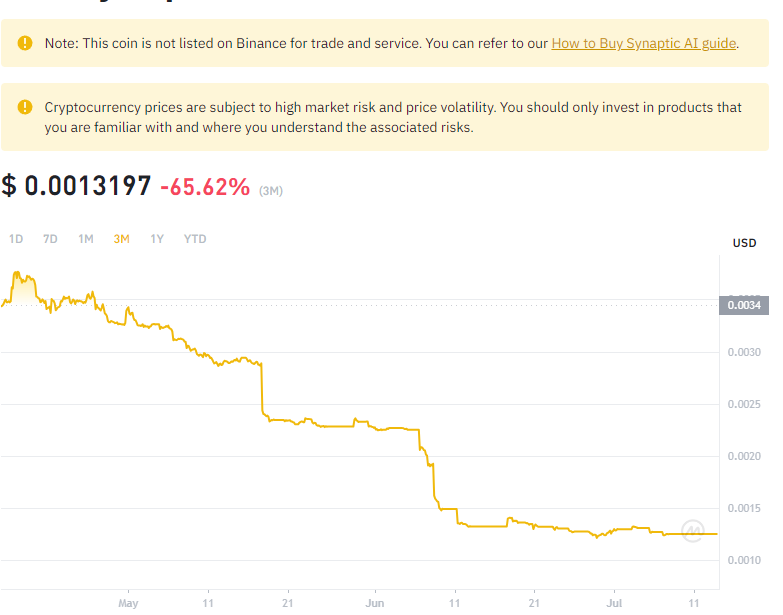 Note: This coin is not listed on Binance for trade and service. You can refer to our How to Buy Synaptic AI guide.
Cryptocurrency prices are subject to high market risk and price volatility. You should only invest in products that
you are familiar with and where you understand the associated risks.
$ 0.0013197 -65.62% (3M)
1D 7D 1M 3M 1Y YTD
USD
0.0034
0.0030
0.0025
0.0020
0.0015
0.0010
May 11 21 Jun 11 21 Jul 11